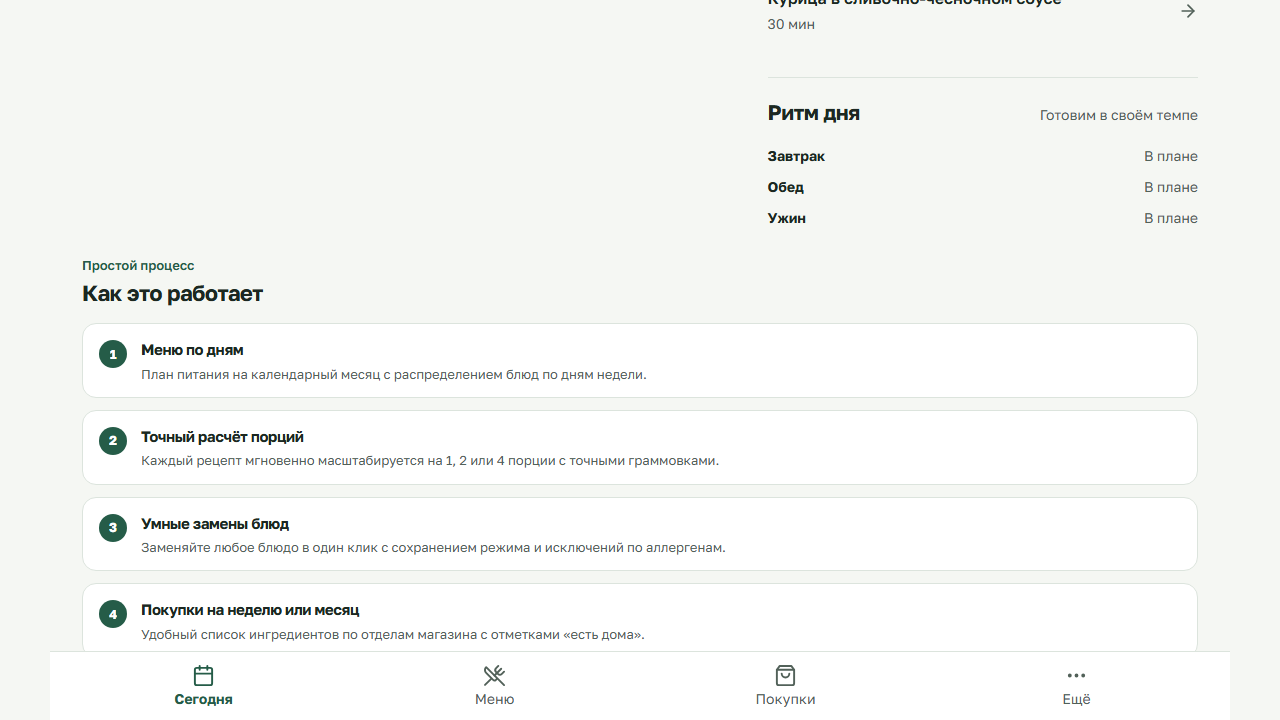 Курица в сливочно-чесночном соусе
30 мин
Ритм дня
Готовим в своём темпе
Завтрак
В плане
Обед
В плане
Ужин
В плане
Простой процесс
Как это работает
1
Меню по дням
План питания на календарный месяц с распределением блюд по дням недели.
2
Точный расчёт порций
Каждый рецепт мгновенно масштабируется на 1, 2 или 4 порции с точными граммовками.
3
Умные замены блюд
Заменяйте любое блюдо в один клик с сохранением режима и исключений по аллергенам.
4
Покупки на неделю или месяц
Удобный список ингредиентов по отделам магазина с отметками «есть дома».
Сегодня
Меню
Покупки
Ещё